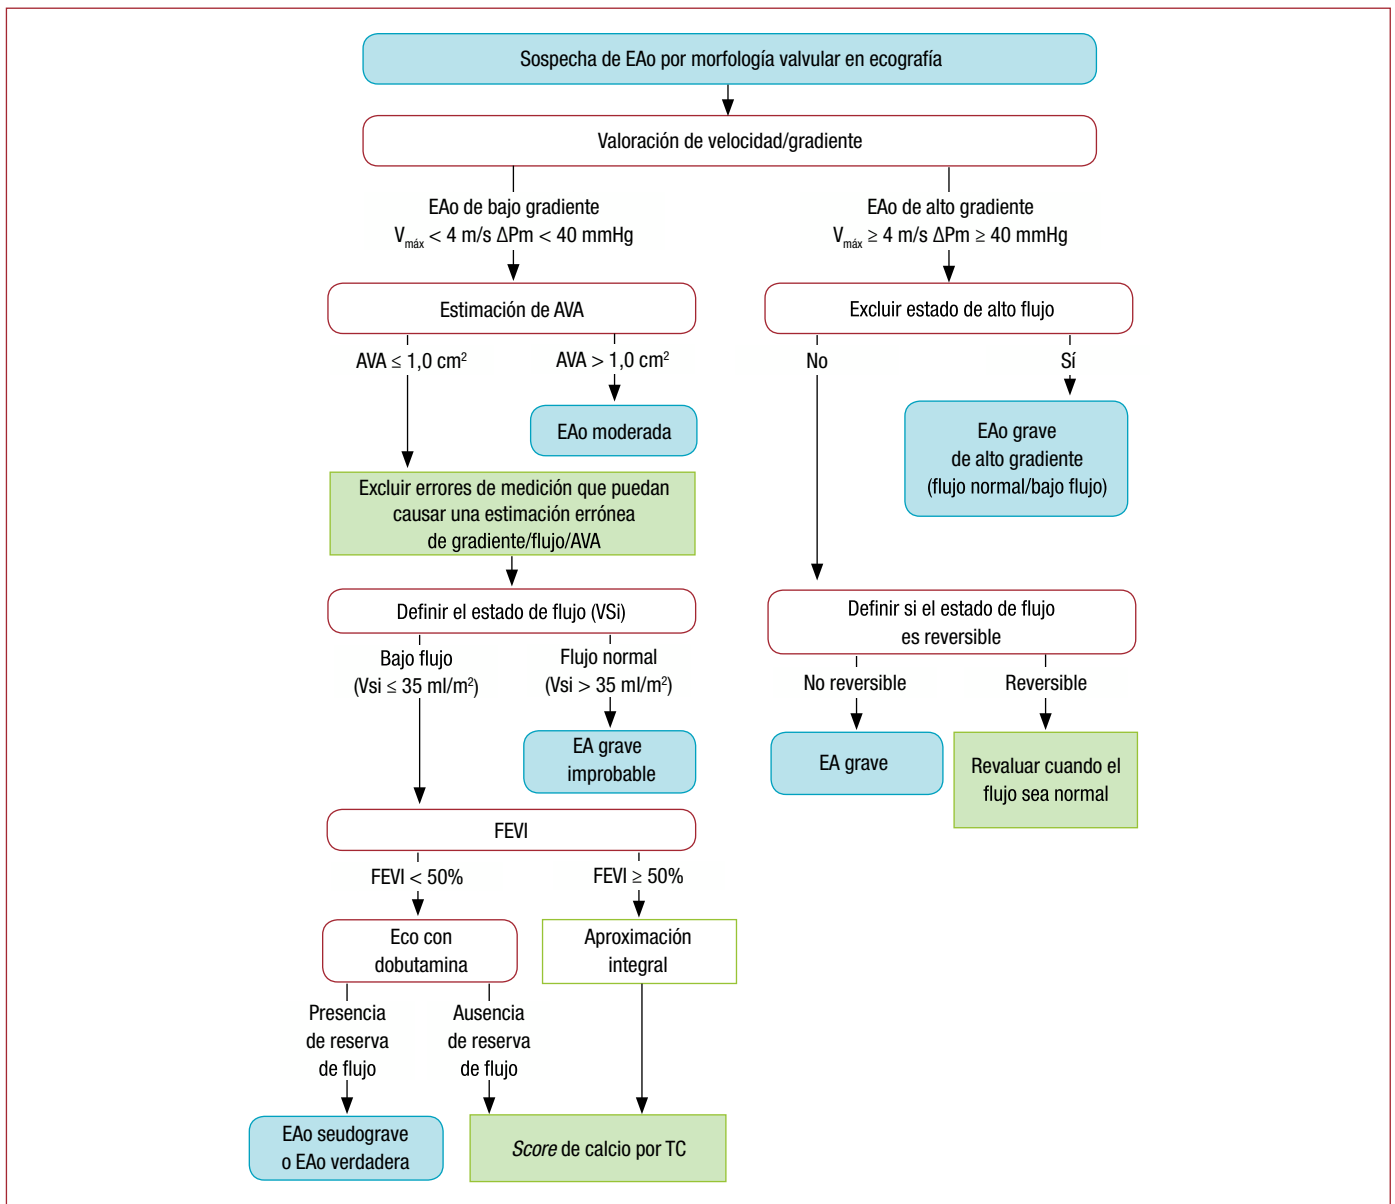 Sospecha de EAo por morfología valvular en ecografía
Valoración de velocidad/gradiente
EAo de bajo gradiente
Vmáx < 4 m/s ΔPm < 40 mmHg
EAo de alto gradiente
Vmáx ≥ 4 m/s ΔPm ≥ 40 mmHg
Estimación de AVA
Excluir estado de alto flujo
AVA ≤ 1,0 cm²
AVA > 1,0 cm²
No
Sí
EAo moderada
EAo grave
de alto gradiente
(flujo normal/bajo flujo)
Excluir errores de medición que puedan
causar una estimación errónea
de gradiente/flujo/AVA
Definir el estado de flujo (VSi)
Definir si el estado de flujo
es reversible
Bajo flujo
(Vsi ≤ 35 ml/m²)
Flujo normal
(Vsi > 35 ml/m²)
No reversible
Reversible
EA grave
improbable
EA grave
Revaluar cuando el
flujo sea normal
FEVI
FEVI < 50%
FEVI ≥ 50%
Eco con
dobutamina
Aproximación
integral
Presencia
de reserva
de flujo
Ausencia
de reserva
de flujo
EAo seudograve
o EAo verdadera
Score de calcio por TC